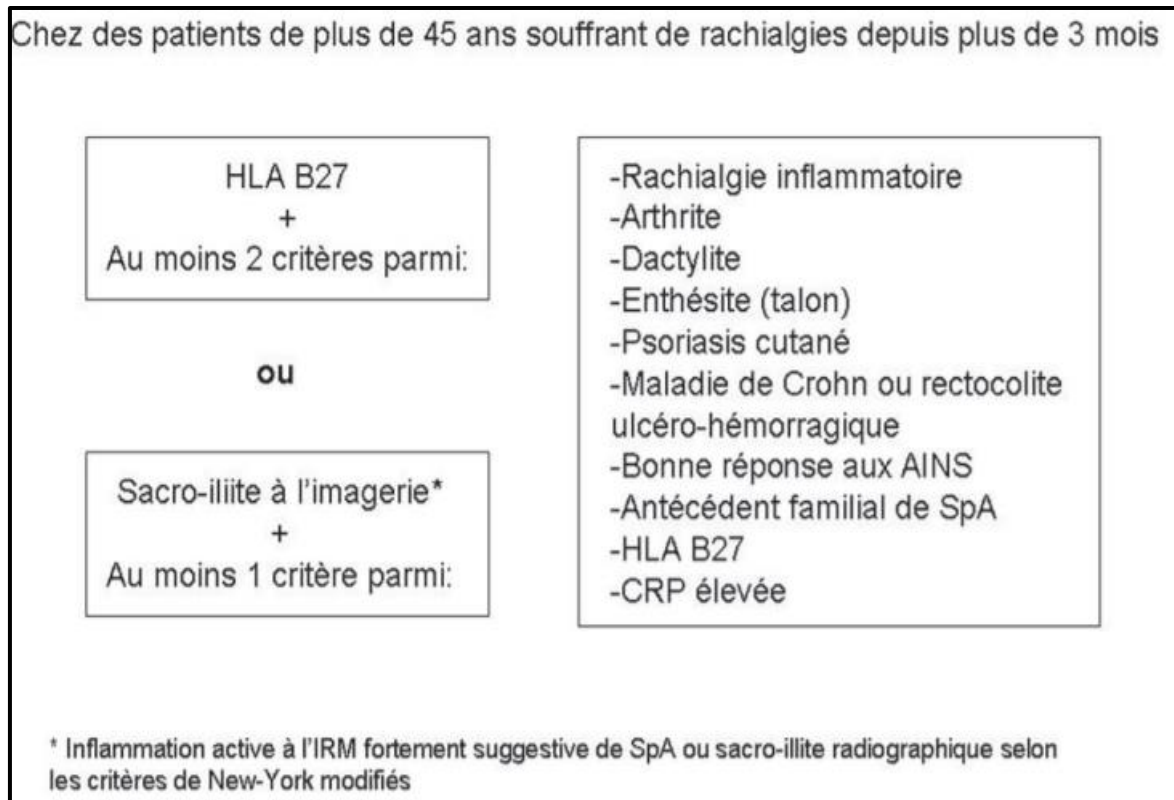 Chez des patients de plus de 45 ans souffrant de rachialgies depuis plus de 3 mois
HLA B27
+
Au moins 2 critères parmi:
ou
Sacro-iliite à l'imagerie*
+
Au moins 1 critère parmi:
-Rachialgie inflammatoire
-Arthrite
-Dactylite
-Enthésite (talon)
-Psoriasis cutané
-Maladie de Crohn ou rectocolite
ulcéro-hémorragique
-Bonne réponse aux AINS
-Antécédent familial de SpA
-HLA B27
-CRP élevée
* Inflammation active à l'IRM fortement suggestive de SpA ou sacro-illite radiographique selon
les critères de New-York modifiés